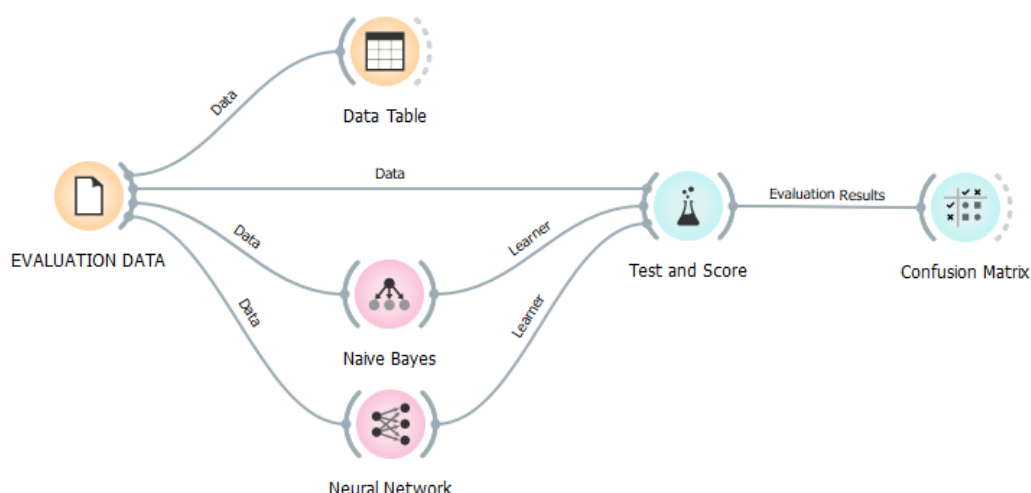 Data
Data Table
Data
Evaluation Results
EVALUATION DATA
Data
Learner
Test and Score
Confusion Matrix
Data
Learner
Naive Bayes
Neural Network